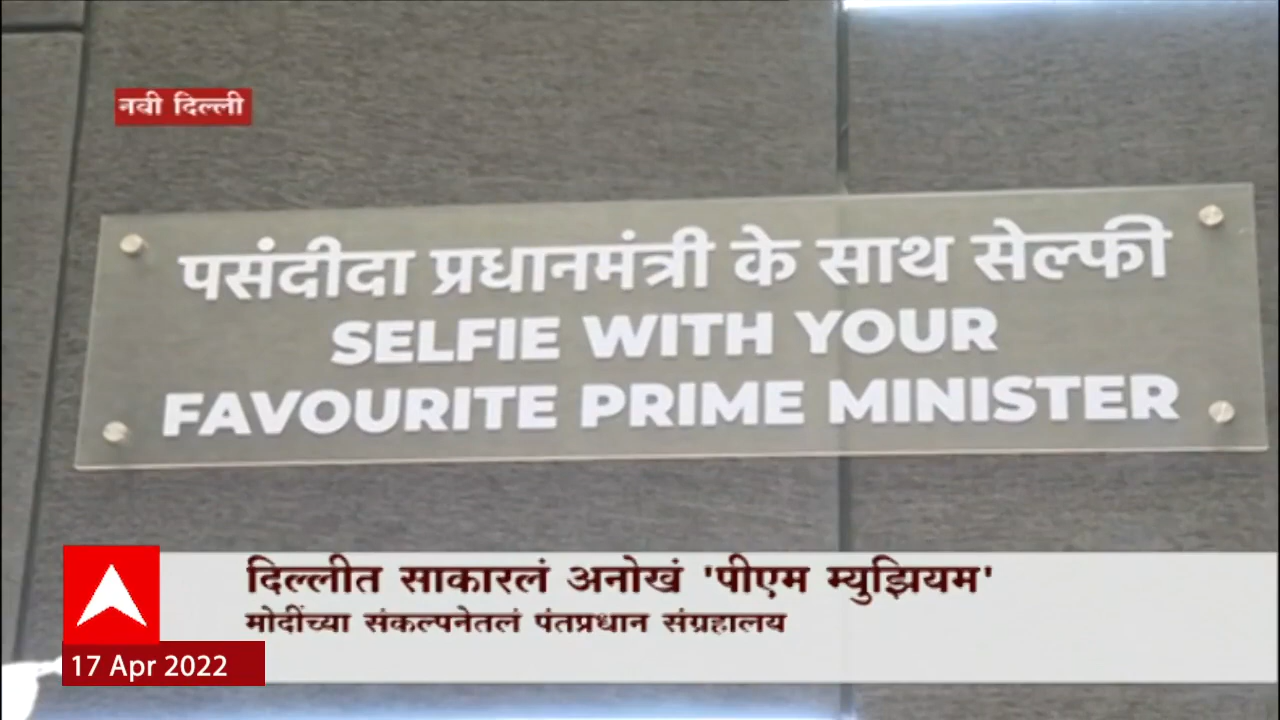 नवी दिल्ली
पसंदीदा प्रधानमंत्री के साथ सेल्फी
SELFIE WITH YOUR
FAVOURITE PRIME MINISTER
दिल्लीत साकारलं अनोखं 'पीएम म्युझियम'
मोदींच्या संकल्पनेतलं पंतप्रधान संग्रहालय
17 Apr 2022